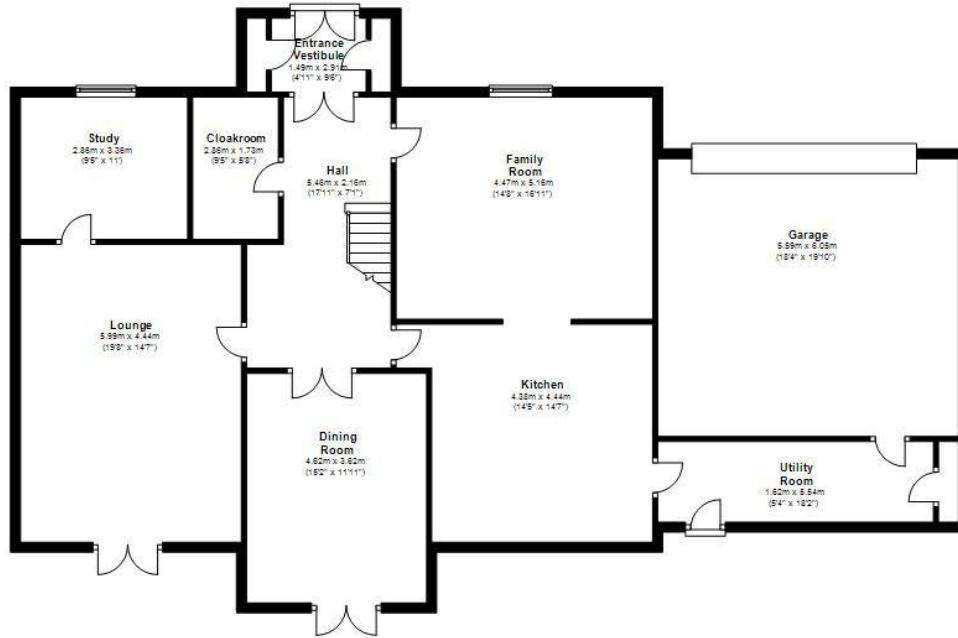 Entrance
Vestibule
1.49m x 2.91m
(4'11" x 9'6")
Study
2.86m x 3.36m
(9'5" x 11')
Cloakroom
2.86m x 1.73m
(9'5" x 5'8")
Hall
5.46m x 2.16m
(17'11" x 7'1")
Family
Room
4.47m x 5.16m
(14'8" x 16'11")
Garage
5.59m x 6.05m
(18'4" x 19'10")
Lounge
5.99m x 4.44m
(19'8" x 14'7")
Kitchen
4.38m x 4.44m
(14'5" x 14'7")
Dining
Room
4.62m x 3.62m
(15'2" x 11'11")
Utility
Room
1.62m x 5.54m
(5'4" x 18'2")